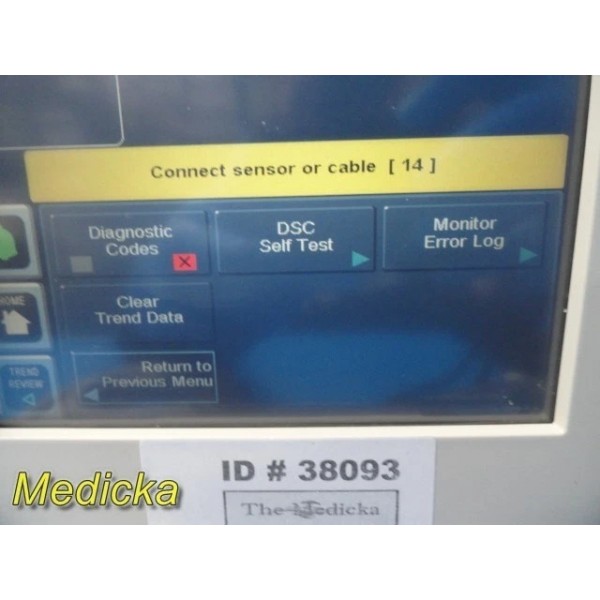 Connect sensor or cable [ 14 ]
Diagnostic
Codes
DSC
Self Test
Monitor
Error Log
HOME
Clear
Trend Data
TREND
REVIEW
Return to
Previous Menu
ID # 38093
Medicka
The Medicka